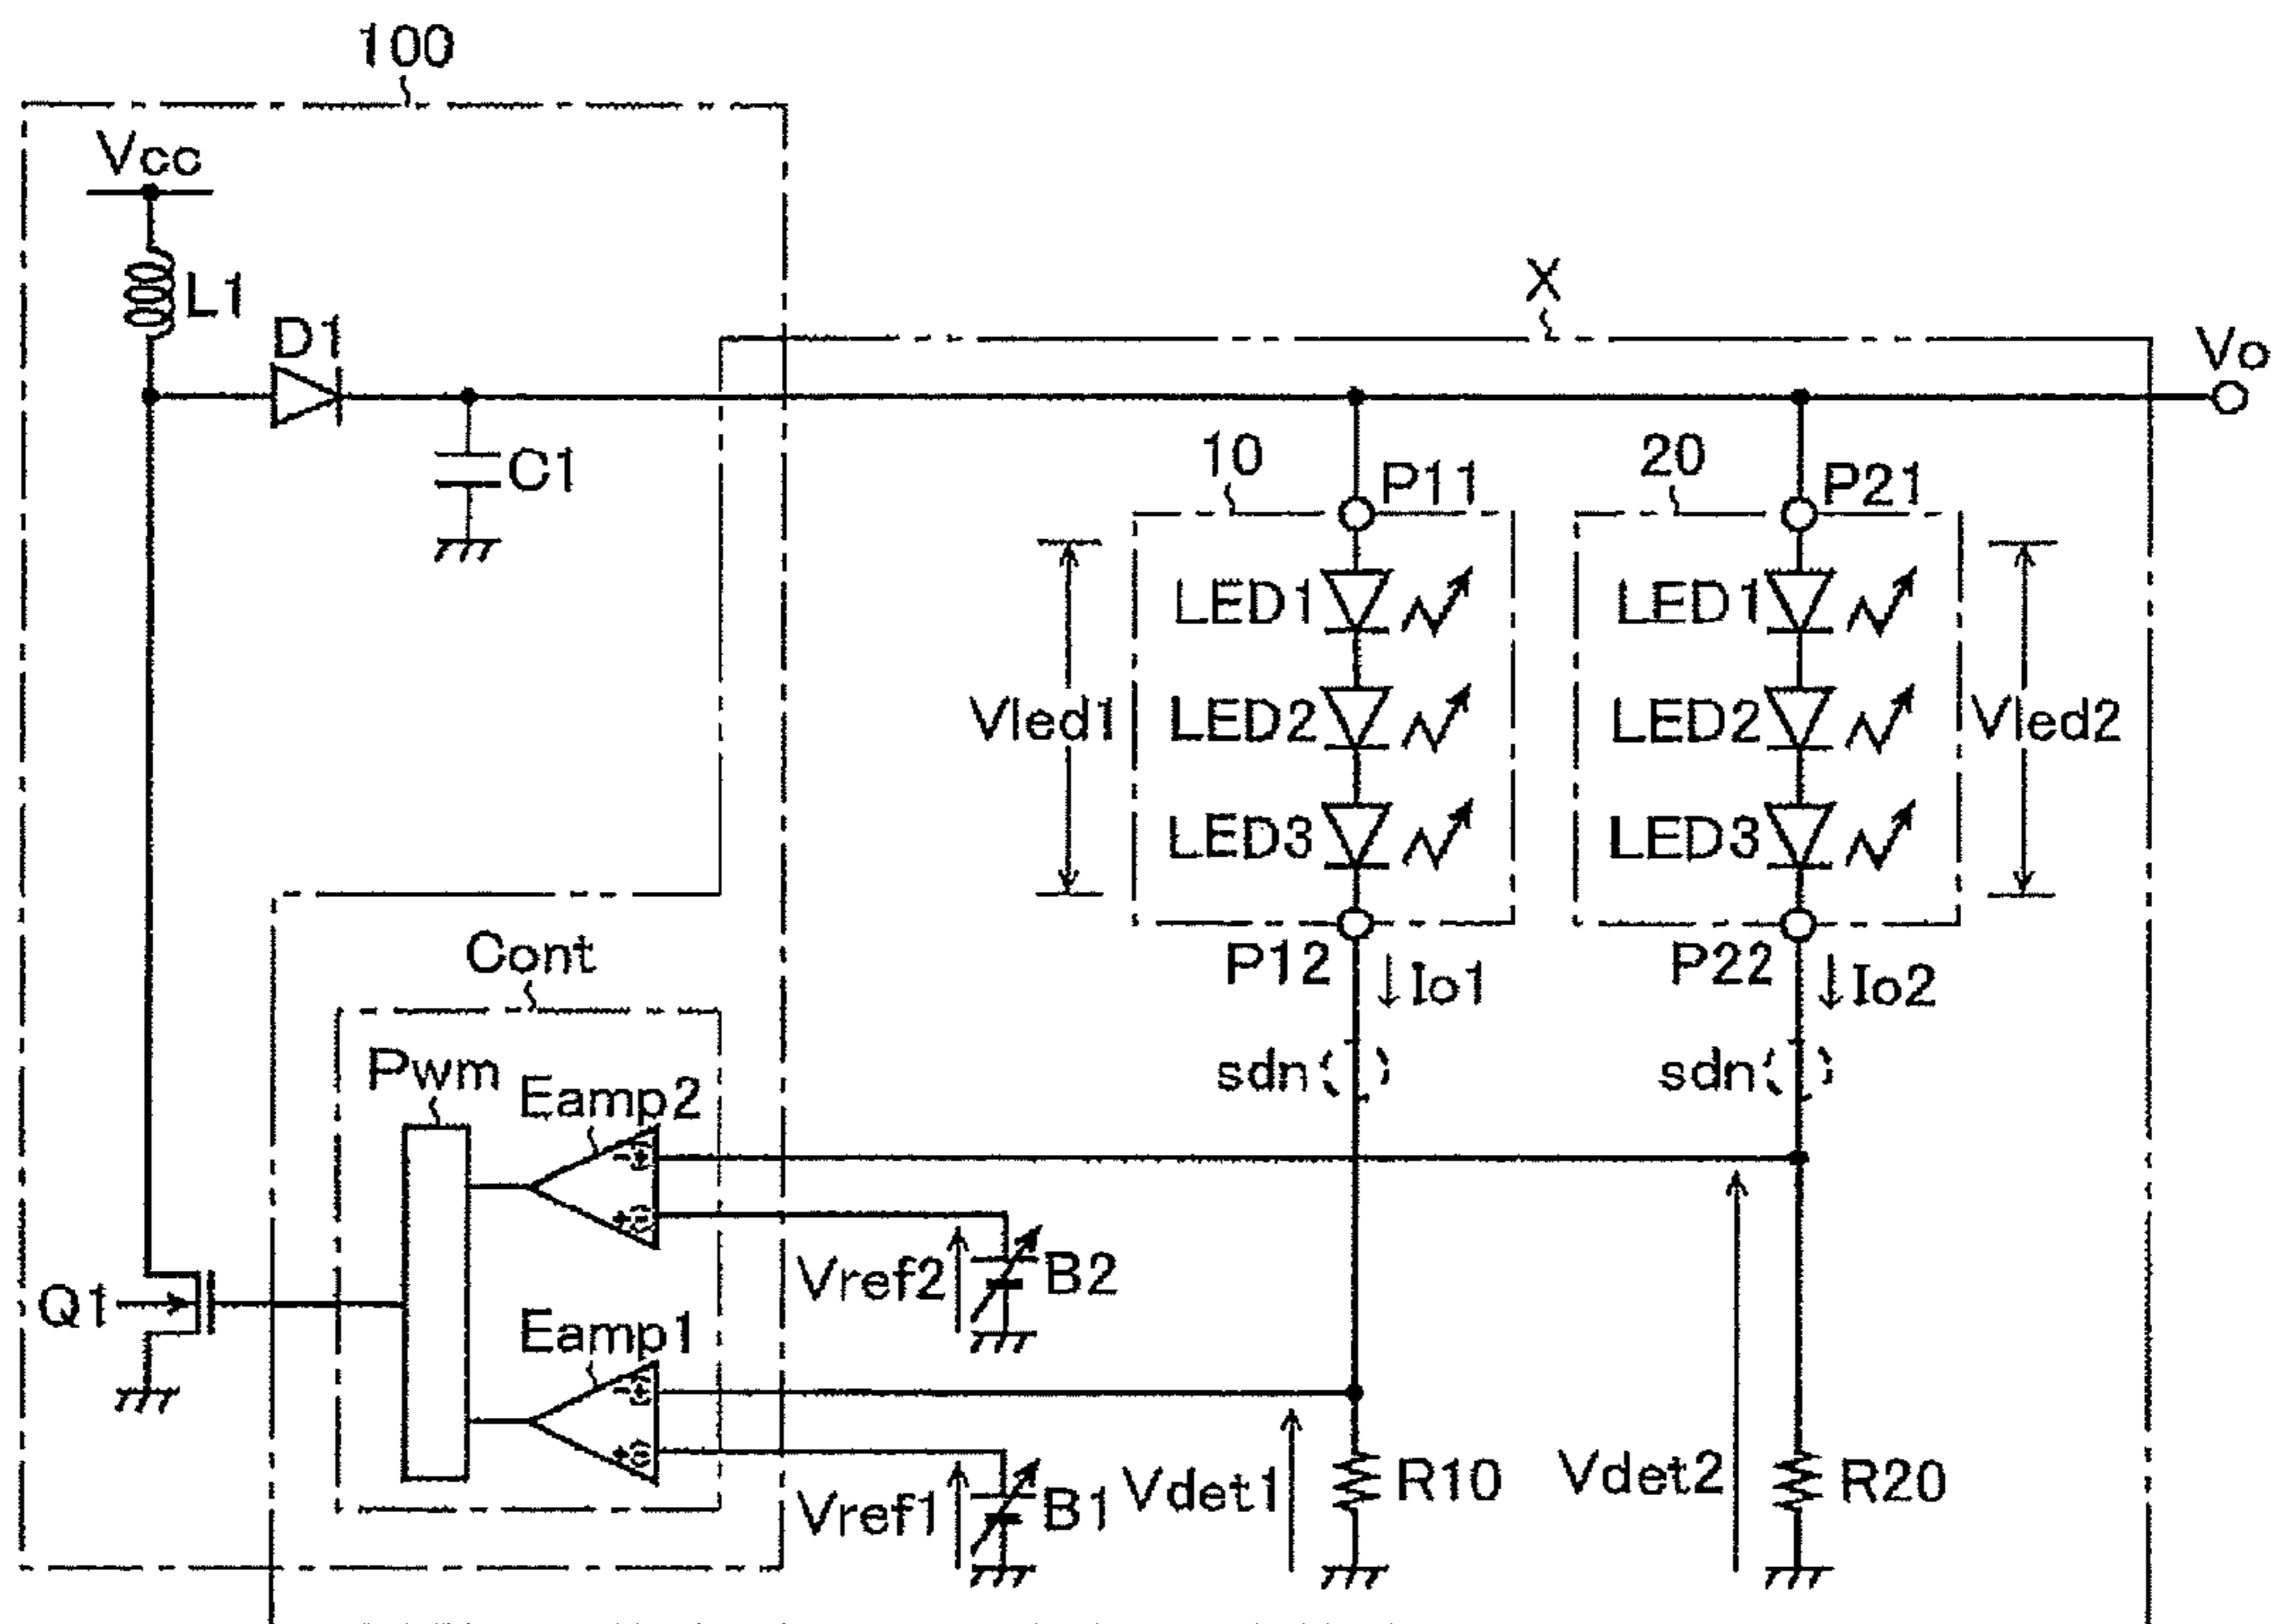 100
Vcc
L1
D1
C1
X
Vo
10
P11
20
P21
LED1
LED1
Vled1
LED2
LED2
Vled2
LED3
LED3
P12
Io1
P22
Io2
Cont
sdn
sdn
Pwm
Eamp2
-(+)
+(-)
Vref2
B2
Q1
Eamp1
-(+)
+(-)
Vref1
B1
Vdet1
R10
Vdet2
R20